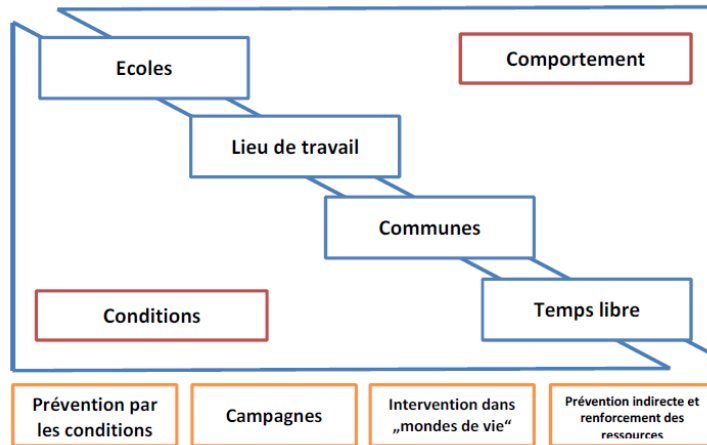 Ecoles
Comportement
Lieu de travail
Communes
Conditions
Temps libre
Prévention par
les conditions
Campagnes
Intervention dans
„mondes de vie“
Prévention indirecte et
renforcement des
ressources